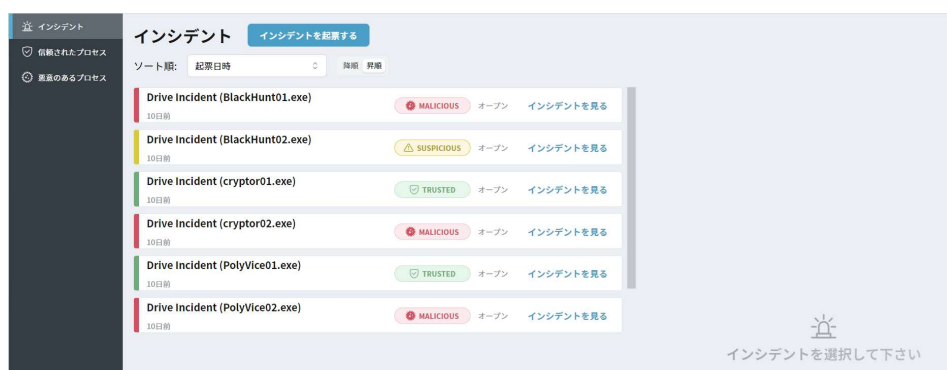 インシデント
信頼されたプロセス
悪意のあるプロセス
インシデント インシデントを起票する
ソート順: 起票日時 降順 昇順
Drive Incident (BlackHunt01.exe)
10日前
MALICIOUS オープン インシデントを見る
Drive Incident (BlackHunt02.exe)
10日前
SUSPICIOUS オープン インシデントを見る
Drive Incident (cryptor01.exe)
10日前
TRUSTED オープン インシデントを見る
Drive Incident (cryptor02.exe)
10日前
MALICIOUS オープン インシデントを見る
Drive Incident (PolyVice01.exe)
10日前
TRUSTED オープン インシデントを見る
Drive Incident (PolyVice02.exe)
10日前
MALICIOUS オープン インシデントを見る
インシデントを選択して下さい